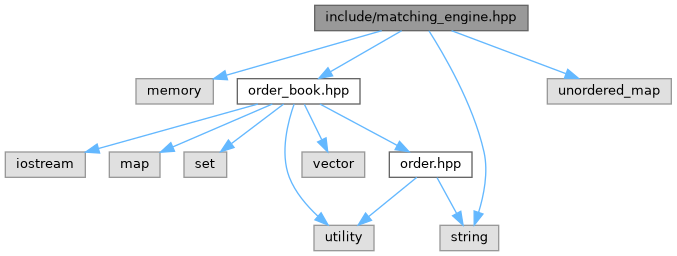 include/matching_engine.hpp
memory
order_book.hpp
unordered_map
iostream
map
set
vector
order.hpp
utility
string